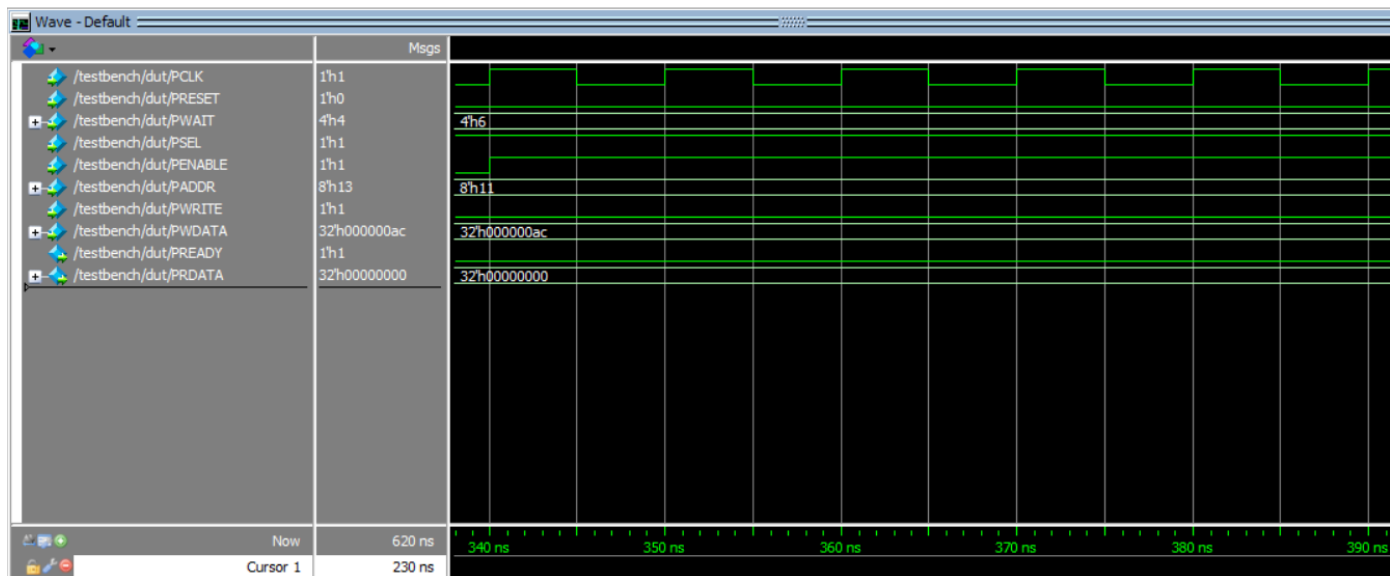 Wave - Default
Msgs
/testbench/dut/PCLK 1'h1
/testbench/dut/PRESET 1'h0
/testbench/dut/PWAIT 4'h4 4'h6
/testbench/dut/PSEL 1'h1
/testbench/dut/PENABLE 1'h1
/testbench/dut/PADDR 8'h13 8'h11
/testbench/dut/PWRITE 1'h1
/testbench/dut/PWDATA 32'h000000ac 32'h000000ac
/testbench/dut/PREADY 1'h1
/testbench/dut/PRDATA 32'h00000000 32'h00000000
Now 620 ns 340 ns 350 ns 360 ns 370 ns 380 ns 390 ns
Cursor 1 230 ns